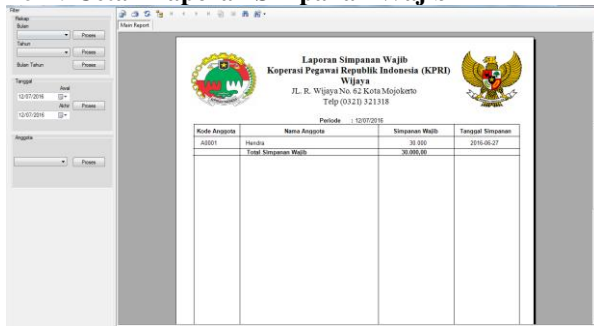 Filter
Rekap
Bulan
Proses
Tahun
Proses
Bulan Tahun
Proses
Tanggal
Awal
12/07/2016
Akhir
Proses
12/07/2016
Anggota
Proses
Main Report
Laporan Simpanan Wajib
Koperasi Pegawai Republik Indonesia (KPRI)
Wijaya
JL. R. Wijaya No. 62 Kota Mojokerto
Telp (0321) 321318
Periode : 12/07/2016
Kode Anggota Nama Anggota Simpanan Wajib Tanggal Simpanan
A0001 Hendra 30.000 2016-06-27
Total Simpanan Wajib 30.000,00